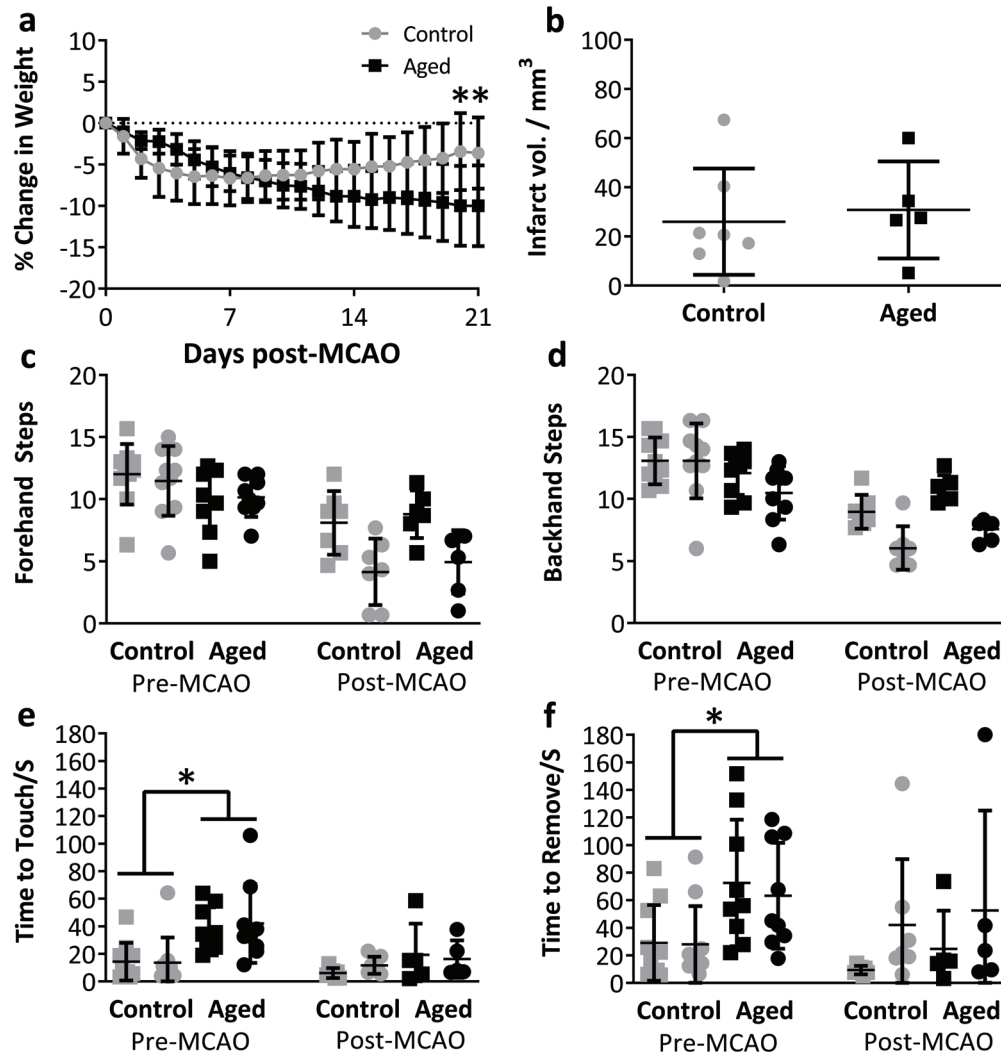 a
% Change in Weight
10
5
0
-5
-10
-15
-20
Control
Aged
**
0 7 14 21
Days post-MCAO
b
Infarct vol. / mm³
100
80
60
40
20
0
Control Aged
c
Forehand Steps
20
15
10
5
0
Control Aged Control Aged
Pre-MCAO Post-MCAO
d
Backhand Steps
20
15
10
5
0
Control Aged Control Aged
Pre-MCAO Post-MCAO
e
Time to Touch/S
180
160
140
120
100
80
60
40
20
0
*
Control Aged Control Aged
Pre-MCAO Post-MCAO
f
Time to Remove/S
180
160
140
120
100
80
60
40
20
0
*
Control Aged Control Aged
Pre-MCAO Post-MCAO